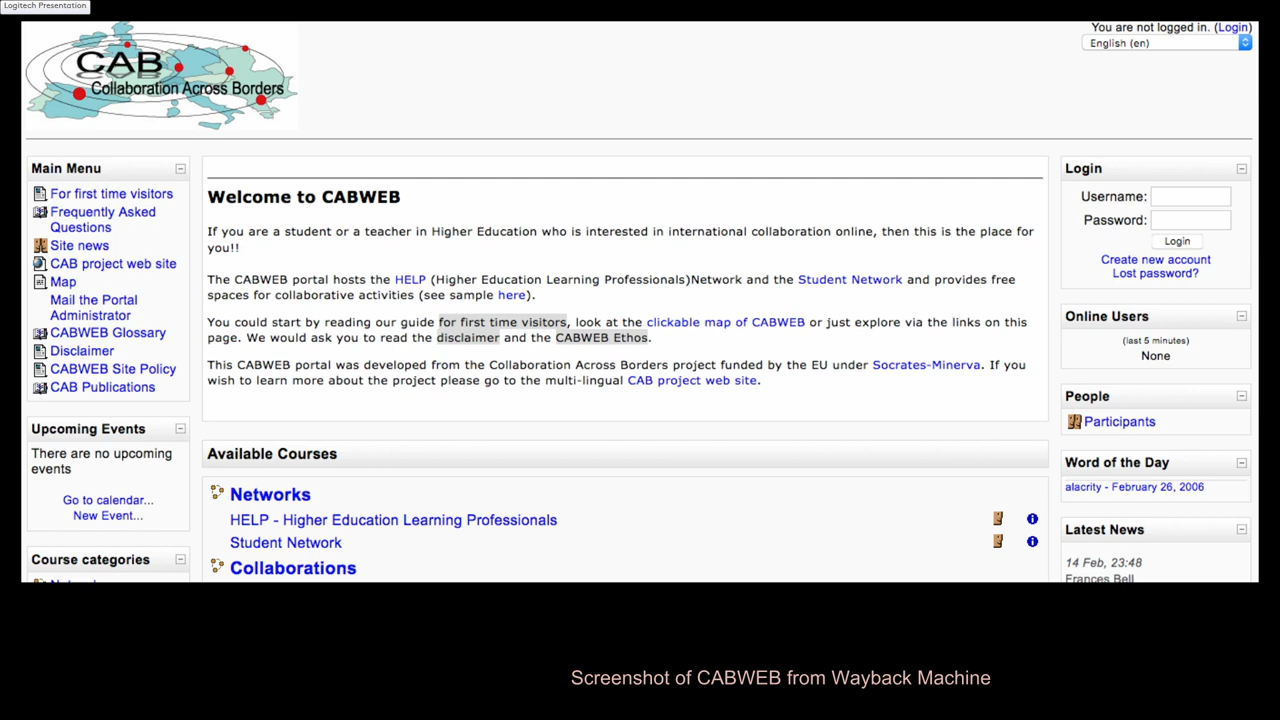 Logitech Presentation
CAB
Collaboration Across Borders
You are not logged in. (Login)
English (en)
Main Menu
For first time visitors
Frequently Asked
Questions
Site news
CAB project web site
Map
Mail the Portal
Administrator
CABWEB Glossary
Disclaimer
CABWEB Site Policy
CAB Publications
Upcoming Events
There are no upcoming
events
Go to calendar...
New Event...
Course categories
Welcome to CABWEB
If you are a student or a teacher in Higher Education who is interested in international collaboration online, then this is the place for
you!!
The CABWEB portal hosts the HELP (Higher Education Learning Professionals)Network and the Student Network and provides free
spaces for collaborative activities (see sample here).
You could start by reading our guide for first time visitors, look at the clickable map of CABWEB or just explore via the links on this
page. We would ask you to read the disclaimer and the CABWEB Ethos.
This CABWEB portal was developed from the Collaboration Across Borders project funded by the EU under Socrates-Minerva. If you
wish to learn more about the project please go to the multi-lingual CAB project web site.
Available Courses
Networks
HELP - Higher Education Learning Professionals
Student Network
Collaborations
Login
Username:
Password:
Login
Create new account
Lost password?
Online Users
(last 5 minutes)
None
People
Participants
Word of the Day
alacrity - February 26, 2006
Latest News
14 Feb, 23:48
Frances Bell
Screenshot of CABWEB from Wayback Machine